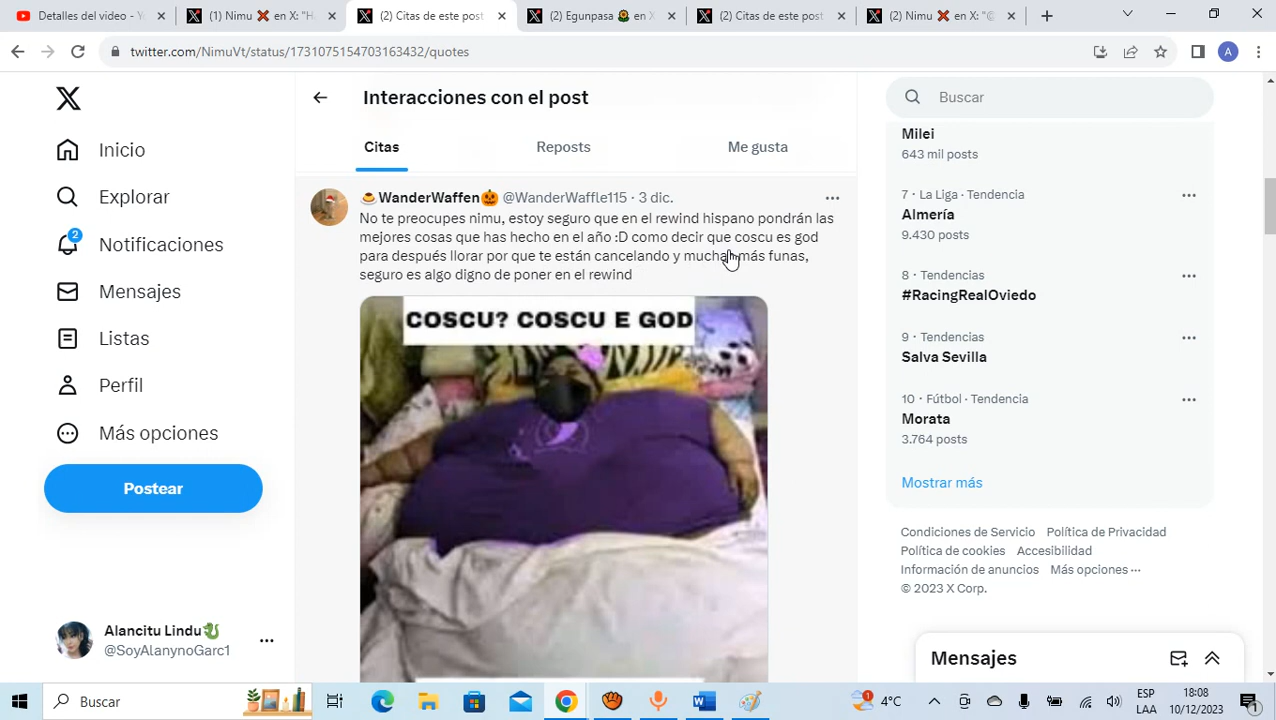 Detalles del video - Y
(1) Nimu ❌ en X: "H
(2) Citas de este post
(2) Egunpasa 🌻 en X
(2) Citas de este post
(2) Nimu ❌ en X: "@
twitter.com/NimuVt/status/1731075154703163432/quotes
A
Inicio
Explorar
2
Notificaciones
Mensajes
Listas
Perfil
Más opciones
Postear
Alancitu Lindu🐉
@SoyAlanynoGarc1
Interacciones con el post
Citas
Reposts
Me gusta
🍮WanderWaffen🎃 @WanderWaffle115 · 3 dic.
No te preocupes nimu, estoy seguro que en el rewind hispano pondrán las
mejores cosas que has hecho en el año :D como decir que coscu es god
para después llorar por que te están cancelando y muchas más funas,
seguro es algo digno de poner en el rewind
COSCU? COSCU E GOD
Buscar
Milei
643 mil posts
7 · La Liga · Tendencia
Almería
9.430 posts
8 · Tendencias
#RacingRealOviedo
9 · Tendencias
Salva Sevilla
10 · Fútbol · Tendencia
Morata
3.764 posts
Mostrar más
Condiciones de Servicio Política de Privacidad
Política de cookies Accesibilidad
Información de anuncios Más opciones ···
© 2023 X Corp.
Mensajes
Buscar
1
4°C
ESP
LAA
18:08
10/12/2023
1